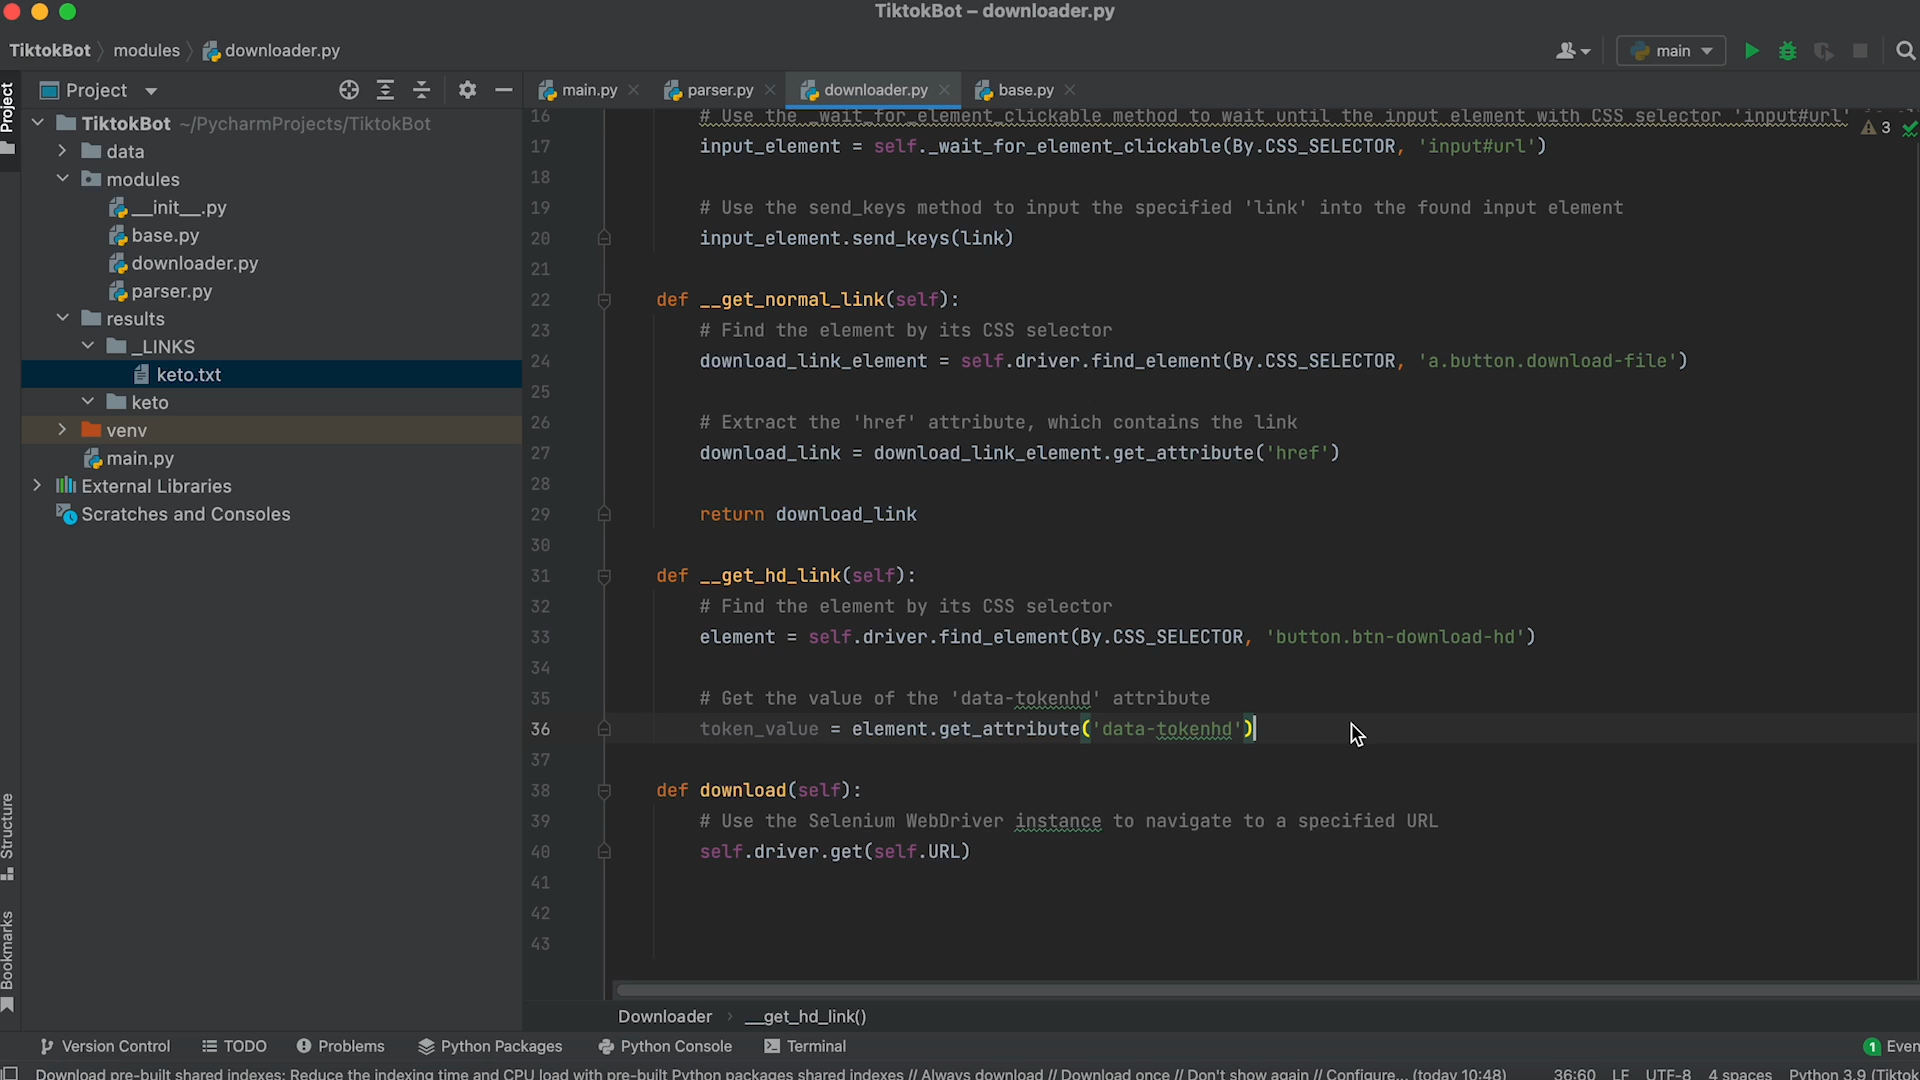 TiktokBot – downloader.py
TiktokBot
modules
downloader.py
main
Project
Project
main.py
parser.py
downloader.py
base.py
TiktokBot ~/PycharmProjects/TiktokBot
data
modules
__init__.py
base.py
downloader.py
parser.py
results
_LINKS
keto.txt
keto
venv
main.py
External Libraries
Scratches and Consoles
Structure
Bookmarks
3
16 # Use the _wait_for_element_clickable method to wait until the input element with CSS selector 'input#url'
17 input_element = self._wait_for_element_clickable(By.CSS_SELECTOR, 'input#url')
18
19 # Use the send_keys method to input the specified 'link' into the found input element
20 input_element.send_keys(link)
21
22 def __get_normal_link(self):
23 # Find the element by its CSS selector
24 download_link_element = self.driver.find_element(By.CSS_SELECTOR, 'a.button.download-file')
25
26 # Extract the 'href' attribute, which contains the link
27 download_link = download_link_element.get_attribute('href')
28
29 return download_link
30
31 def __get_hd_link(self):
32 # Find the element by its CSS selector
33 element = self.driver.find_element(By.CSS_SELECTOR, 'button.btn-download-hd')
34
35 # Get the value of the 'data-tokenhd' attribute
36 token_value = element.get_attribute('data-tokenhd')
37
38 def download(self):
39 # Use the Selenium WebDriver instance to navigate to a specified URL
40 self.driver.get(self.URL)
41
42
43
Downloader
__get_hd_link()
Version Control
TODO
Problems
Python Packages
Python Console
Terminal
1 Even
Download pre-built shared indexes: Reduce the indexing time and CPU load with pre-built Python packages shared indexes // Always download // Download once // Don't show again // Configure... (today 10:48)
36:60 LF UTF-8 4 spaces Python 3.9 (Tiktok